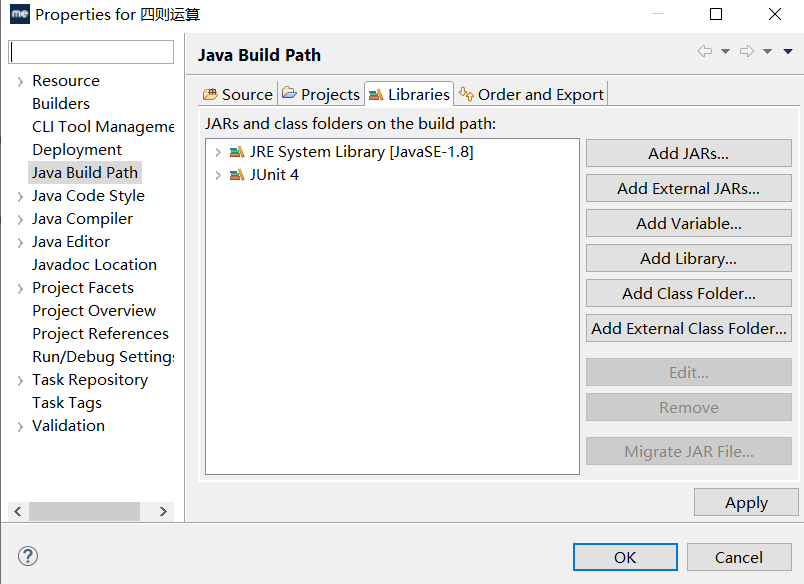 me Properties for 四则运算
Java Build Path
Resource
Builders
CLI Tool Manageme
Deployment
Java Build Path
Java Code Style
Java Compiler
Java Editor
Javadoc Location
Project Facets
Project Overview
Project References
Run/Debug Settings
Task Repository
Task Tags
Validation
Source Projects Libraries Order and Export
JARs and class folders on the build path:
JRE System Library [JavaSE-1.8]
JUnit 4
Add JARs...
Add External JARs...
Add Variable...
Add Library...
Add Class Folder...
Add External Class Folder...
Edit...
Remove
Migrate JAR File...
Apply
? OK Cancel